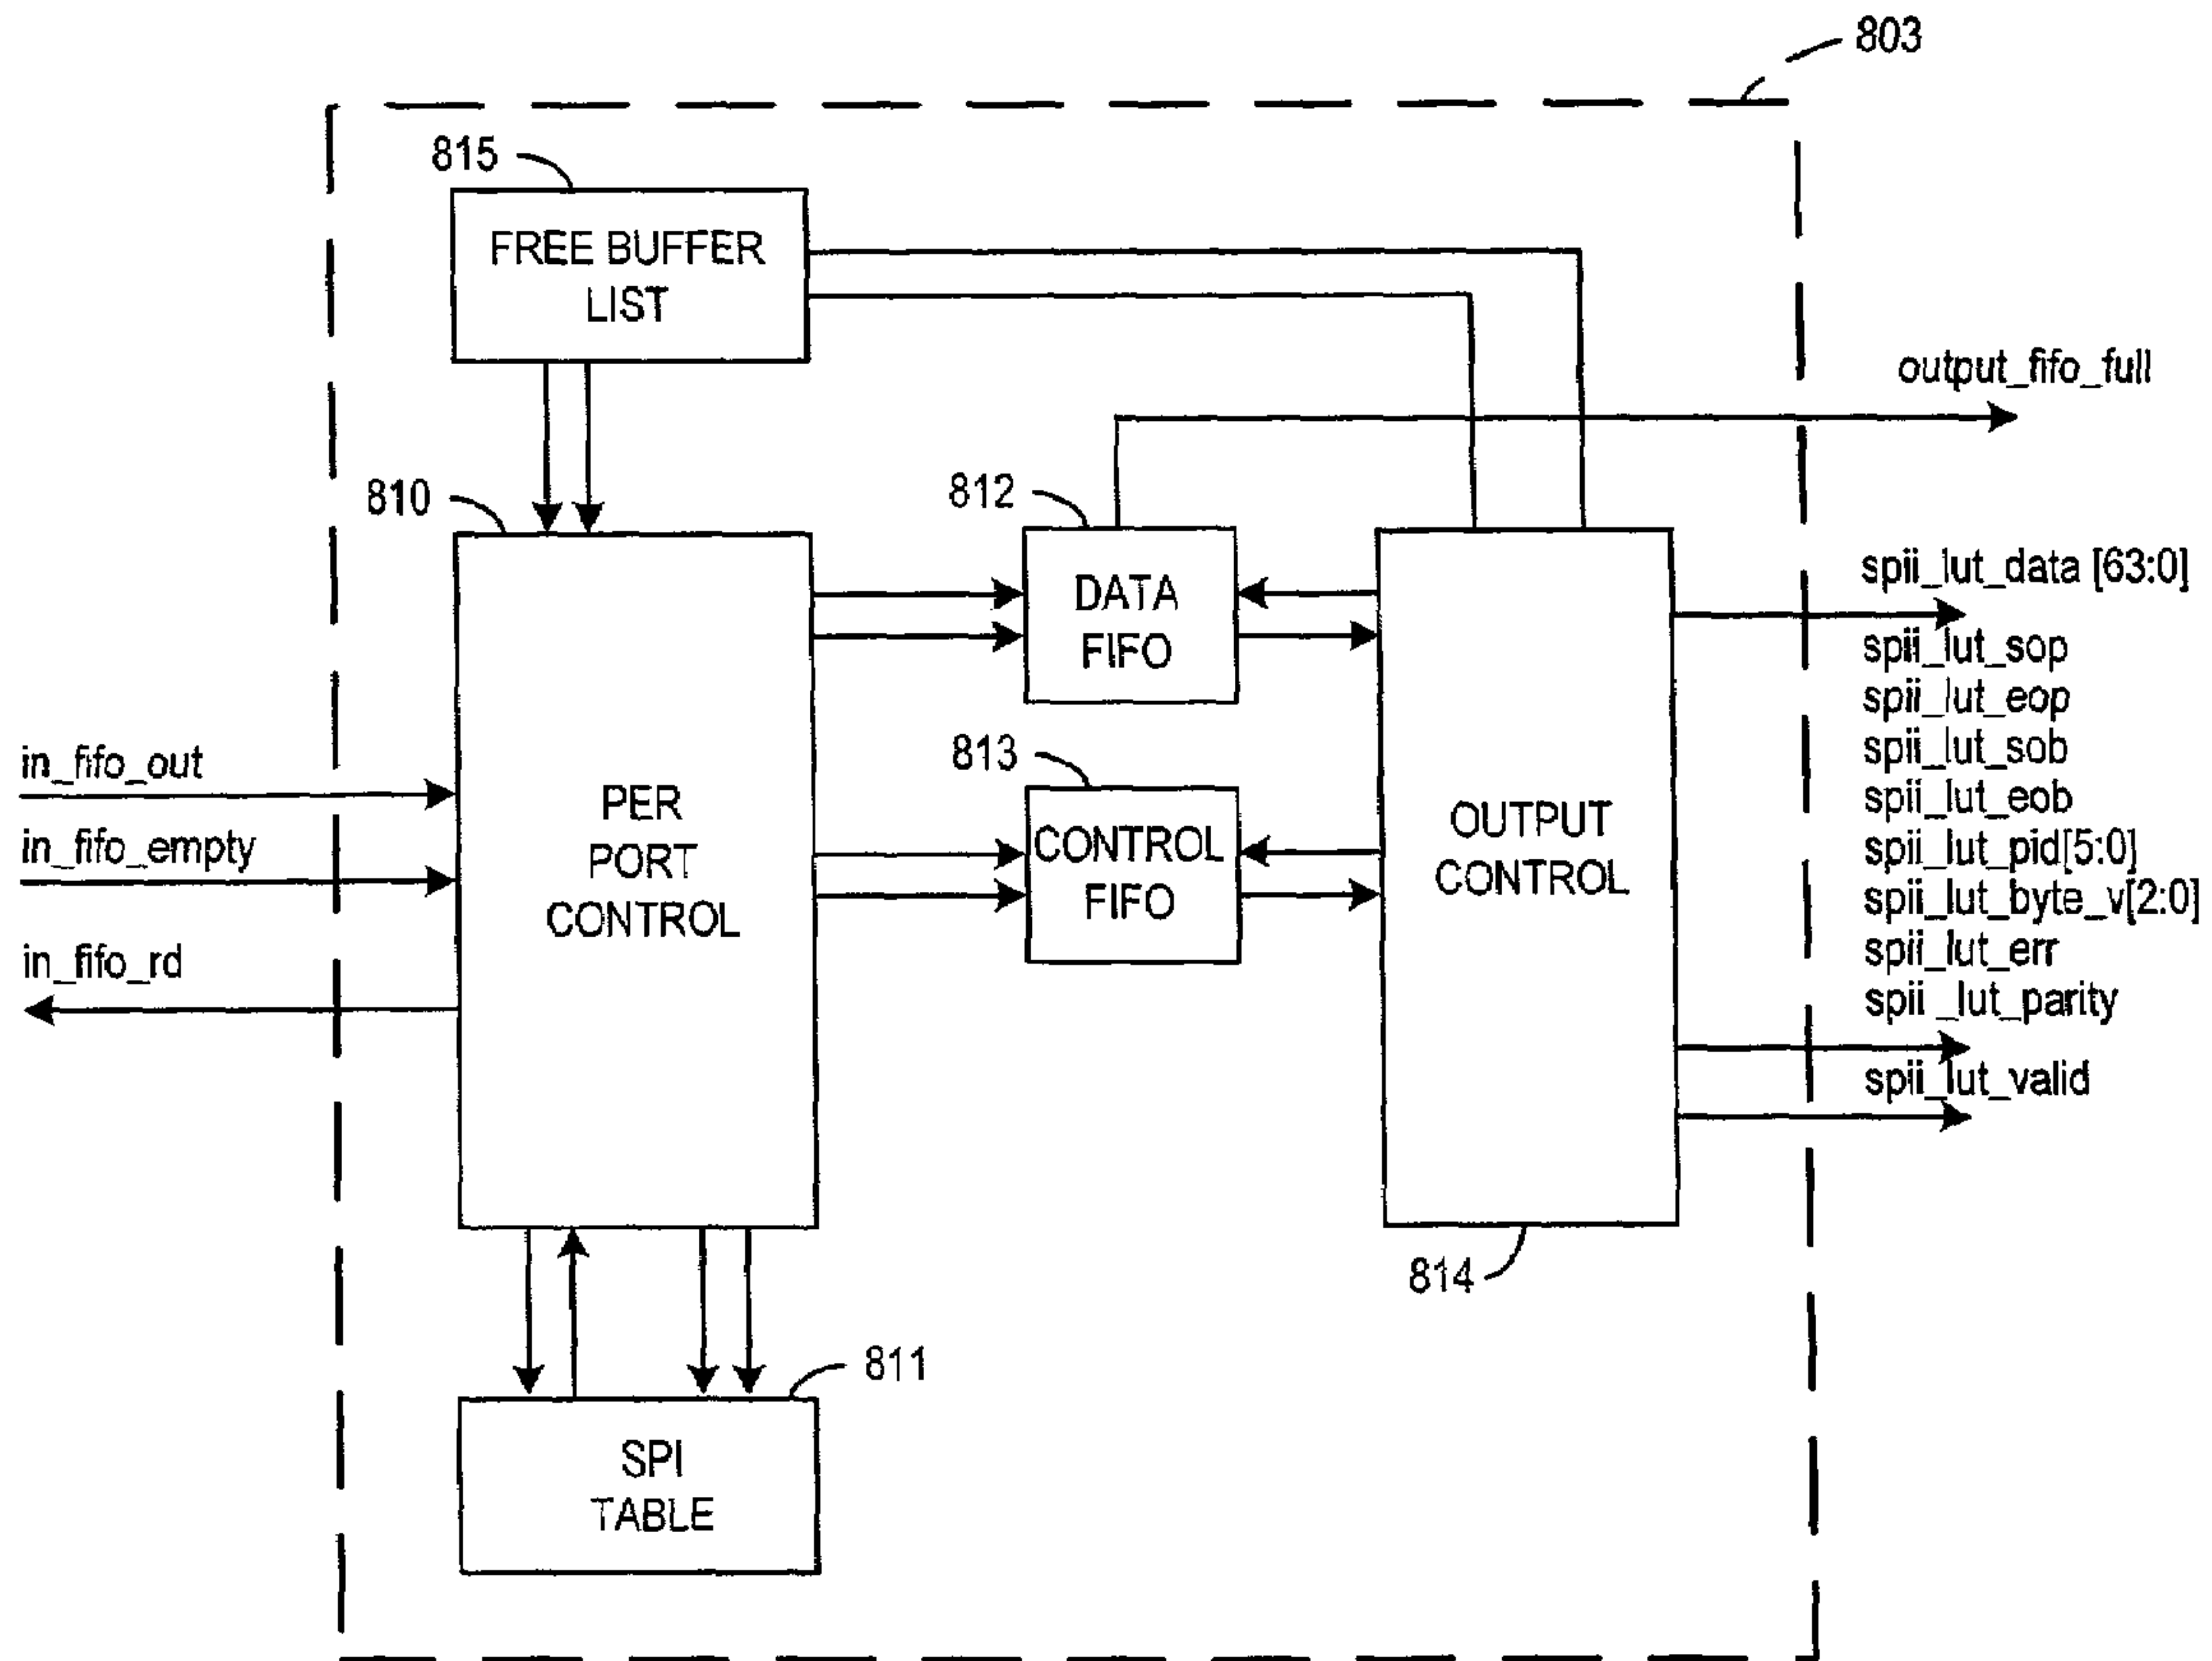 803
815
FREE BUFFER
LIST
output_fifo_full
810
812
DATA
FIFO
spii_lut_data [63:0]
spii_lut_sop
spii_lut_eop
spii_lut_sob
spii_lut_eob
spii_lut_pid[5:0]
spii_lut_byte_v[2:0]
spii_lut_err
spii _lut_parity
spii_lut_valid
in_fifo_out
in_fifo_empty
in_fifo_rd
PER
PORT
CONTROL
813
CONTROL
FIFO
OUTPUT
CONTROL
814
811
SPI
TABLE